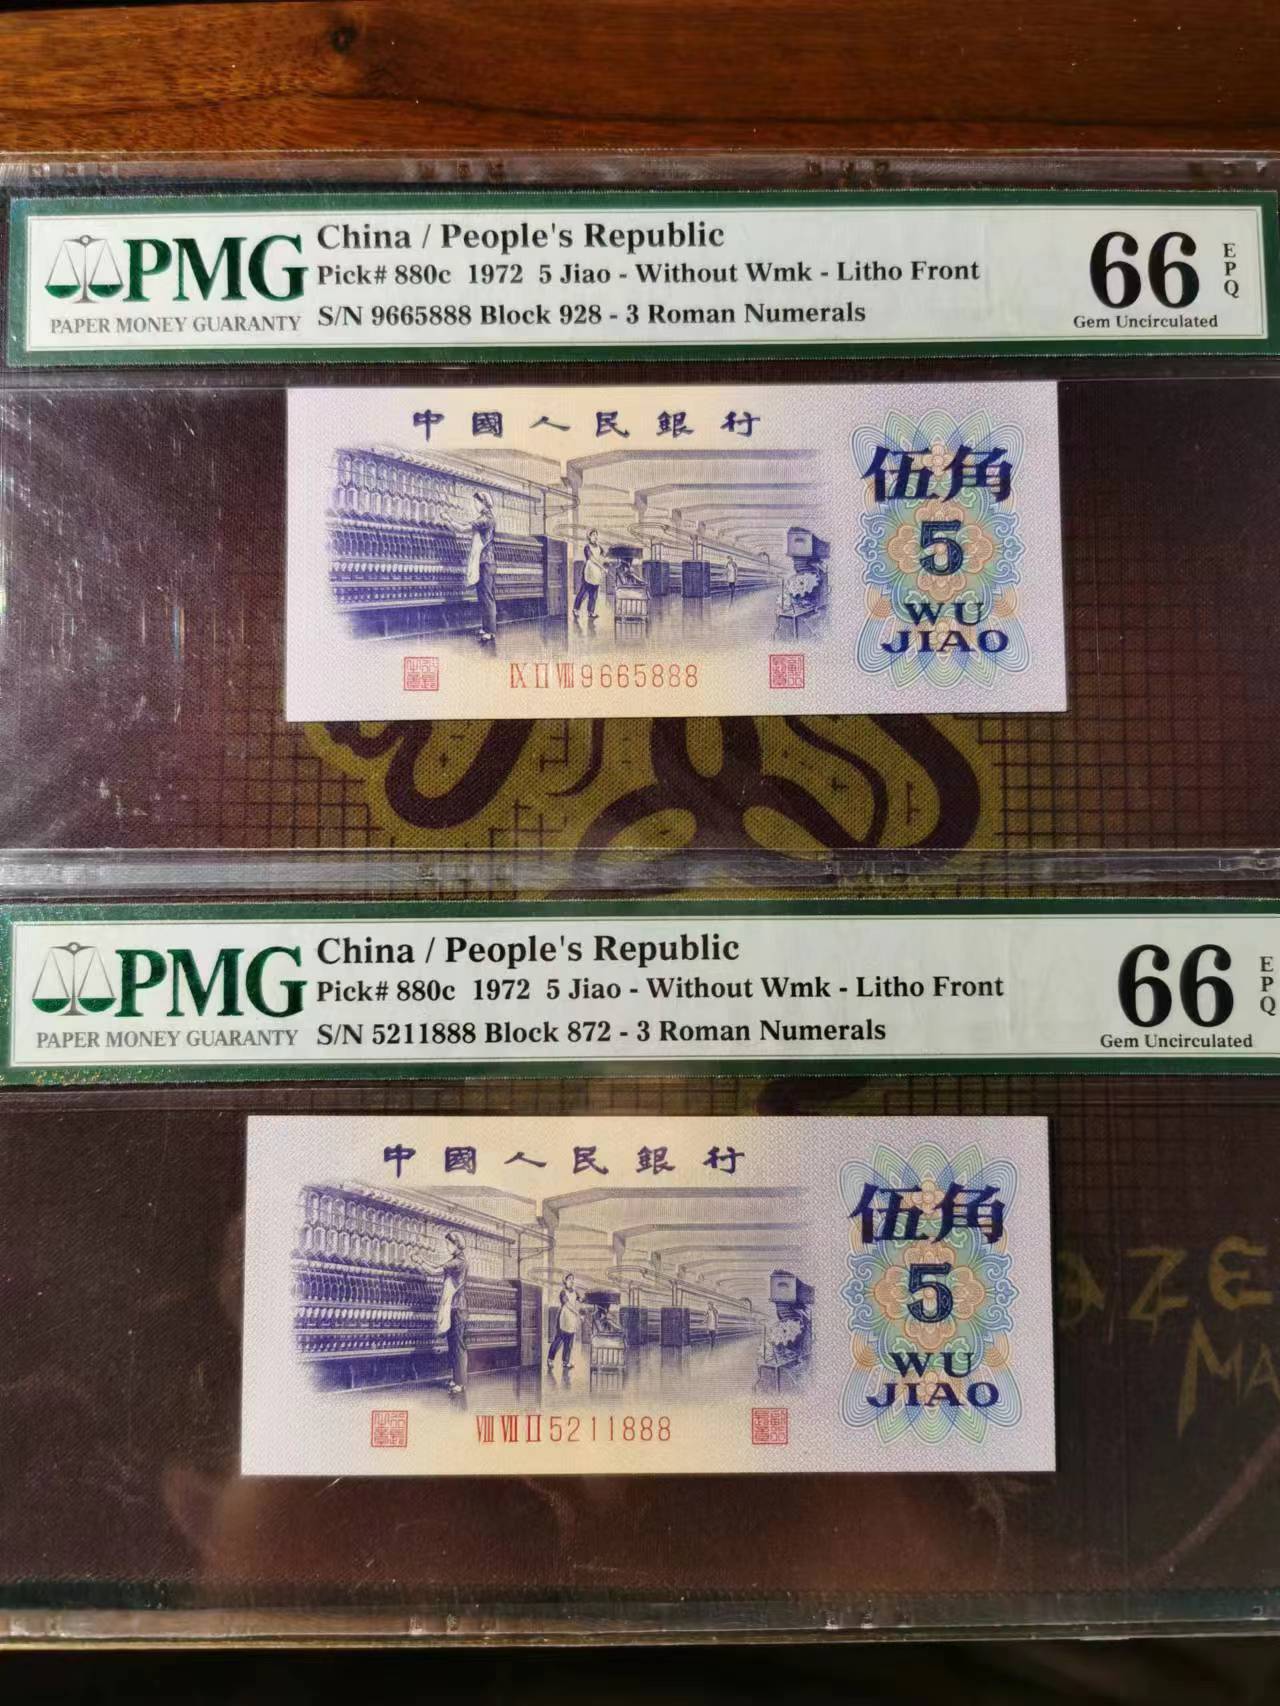 PMG
PAPER MONEY GUARANTY
China / People's Republic
Pick# 880c 1972 5 Jiao - Without Wmk - Litho Front
S/N 9665888 Block 928 - 3 Roman Numerals
66 EPQ
Gem Uncirculated
中國人民銀行
伍角
5
WU
JIAO
Ⅸ Ⅱ Ⅷ 9665888
PMG
PAPER MONEY GUARANTY
China / People's Republic
Pick# 880c 1972 5 Jiao - Without Wmk - Litho Front
S/N 5211888 Block 872 - 3 Roman Numerals
66 EPQ
Gem Uncirculated
中國人民銀行
伍角
5
WU
JIAO
Ⅷ Ⅶ Ⅱ 5211888
AZE
MA